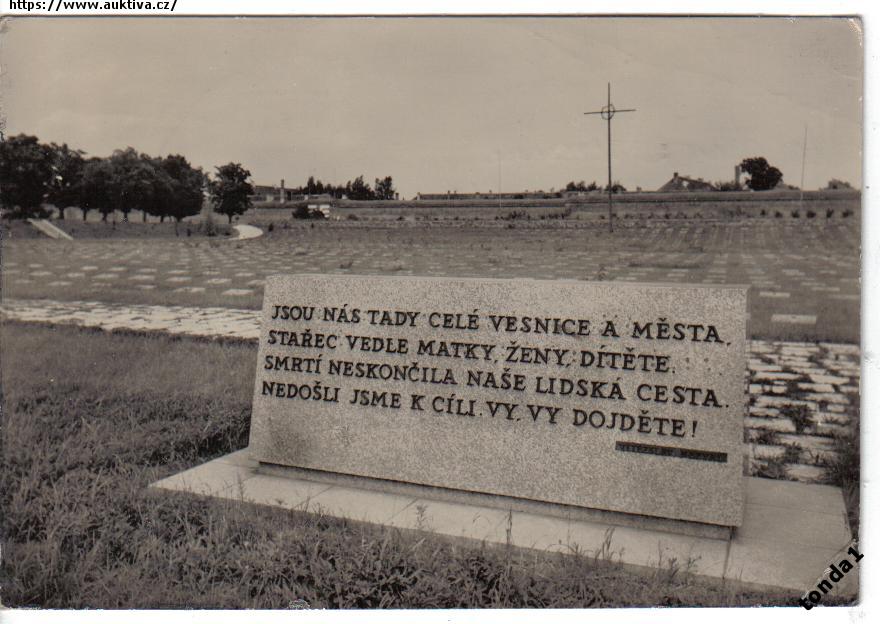 https://www.auktiva.cz/
JSOU NÁS TADY CELÉ VESNICE A MĚSTA,
STAŘEC VEDLE MATKY, ŽENY, DÍTĚTE.
SMRTÍ NESKONČILA NAŠE LIDSKÁ CESTA.
NEDOŠLI JSME K CÍLI. VY, VY DOJDĚTE!
tonda1